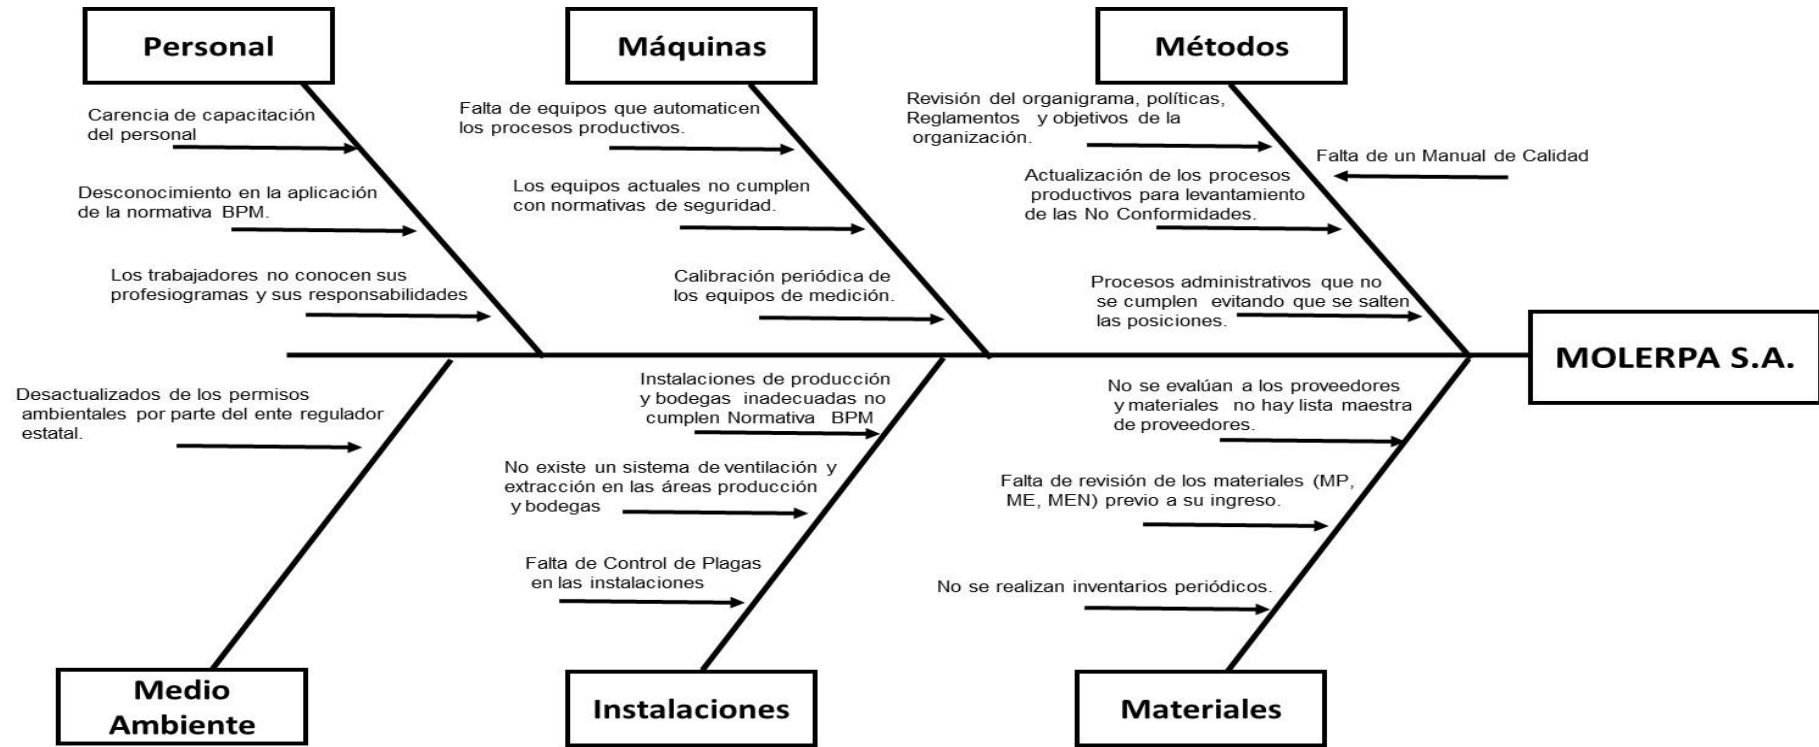 Personal
Máquinas
Métodos
Carencia de capacitación
del personal
Desconocimiento en la aplicación
de la normativa BPM.
Los trabajadores no conocen sus
profesiogramas y sus responsabilidades
Falta de equipos que automaticen
los procesos productivos.
Los equipos actuales no cumplen
con normativas de seguridad.
Calibración periódica de
los equipos de medición.
Revisión del organigrama, políticas,
Reglamentos y objetivos de la
organización.
Falta de un Manual de Calidad
Actualización de los procesos
productivos para levantamiento
de las No Conformidades.
Procesos administrativos que no
se cumplen evitando que se salten
las posiciones.
MOLERPA S.A.
Desactualizados de los permisos
ambientales por parte del ente regulador
estatal.
Instalaciones de producción
y bodegas inadecuadas no
cumplen Normativa BPM
No existe un sistema de ventilación y
extracción en las áreas producción
y bodegas
Falta de Control de Plagas
en las instalaciones
No se evalúan a los proveedores
y materiales no hay lista maestra
de proveedores.
Falta de revisión de los materiales (MP,
ME, MEN) previo a su ingreso.
No se realizan inventarios periódicos.
Medio
Ambiente
Instalaciones
Materiales